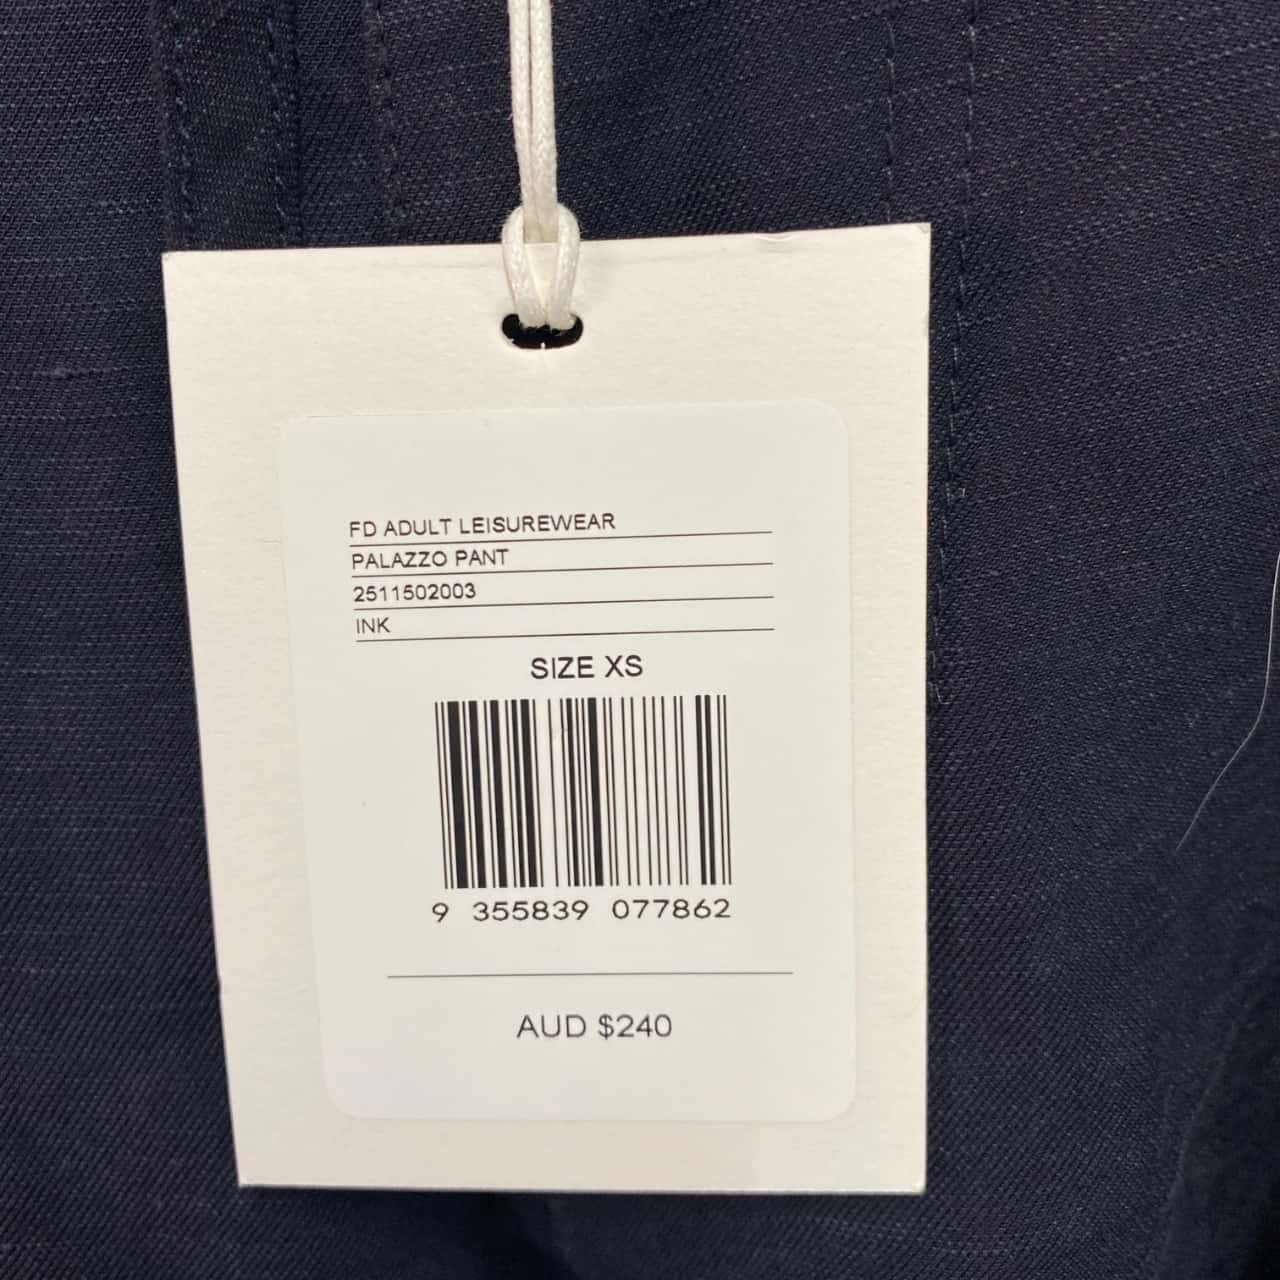 FD ADULT LEISUREWEAR
PALAZZO PANT
2511502003
INK
SIZE XS
9 355839 077862
AUD $240